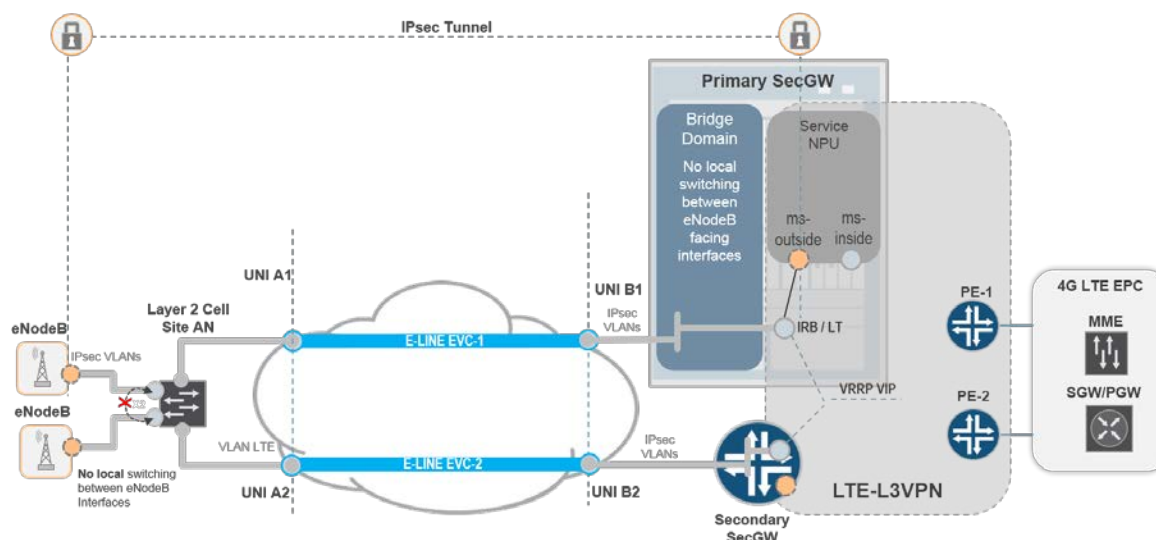 IPsec Tunnel
Primary SecGW
Bridge
Domain
No local
switching
between
eNodeB
facing
interfaces
Service
NPU
ms-
outside
ms-
inside
UNI A1
UNI B1
Layer 2 Cell
Site AN
IPsec
VLANs
PE-1
4G LTE EPC
MME
eNodeB
IPsec VLANs
E-LINE EVC-1
IRB / LT
X2
VRRP VIP
PE-2
SGW/PGW
eNodeB
VLAN LTE
IPsec
VLANs
E-LINE EVC-2
No local switching
between eNodeB
Interfaces
UNI A2
UNI B2
LTE-L3VPN
Secondary
SecGW